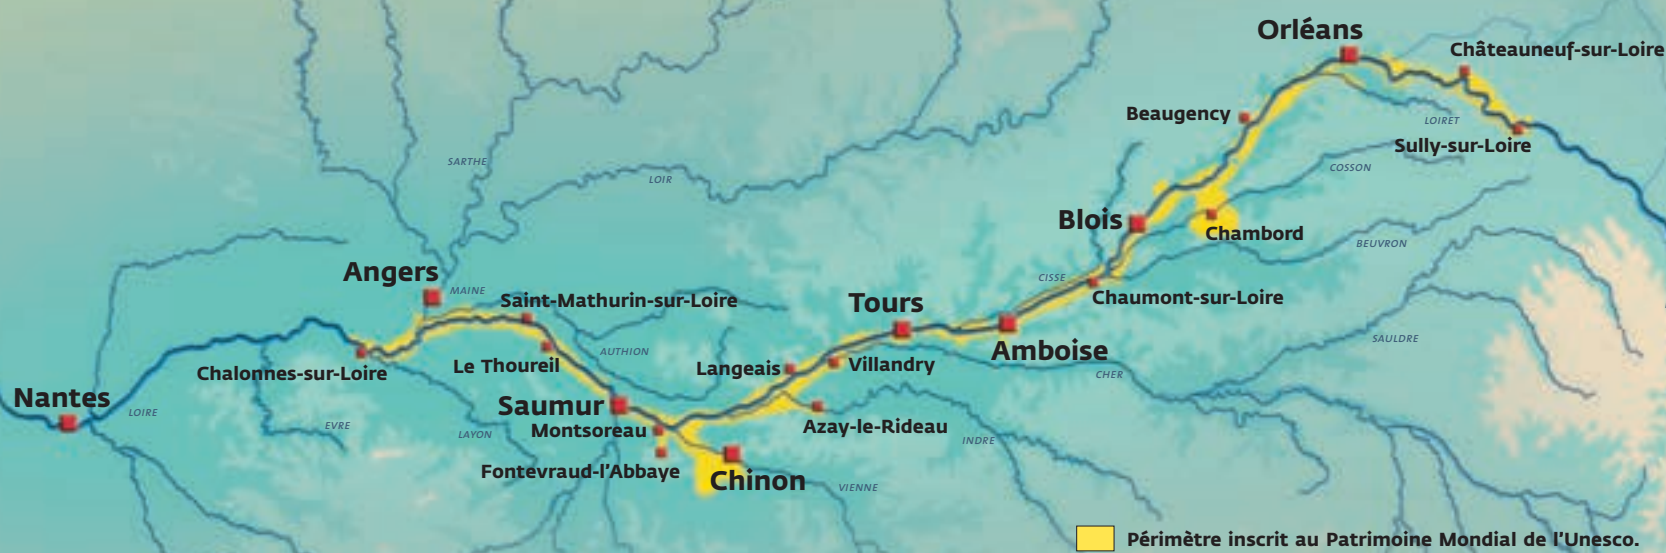 Orléans
Châteauneuf-sur-Loire
Beaugency
LOIRET
Sully-sur-Loire
SARTHE
COSSON
LOIR
Blois
Chambord
BEUVRON
Angers
CISSE
MAINE
Saint-Mathurin-sur-Loire
Chaumont-sur-Loire
Tours
SAULDRE
AUTHION
Amboise
Chalonnes-sur-Loire
Le Thoureil
Langeais
Villandry
CHER
Nantes
Saumur
LOIRE
EVRE
LAYON
Montsoreau
Azay-le-Rideau
INDRE
Fontevraud-l'Abbaye
Chinon
VIENNE
Périmètre inscrit au Patrimoine Mondial de l'Unesco.